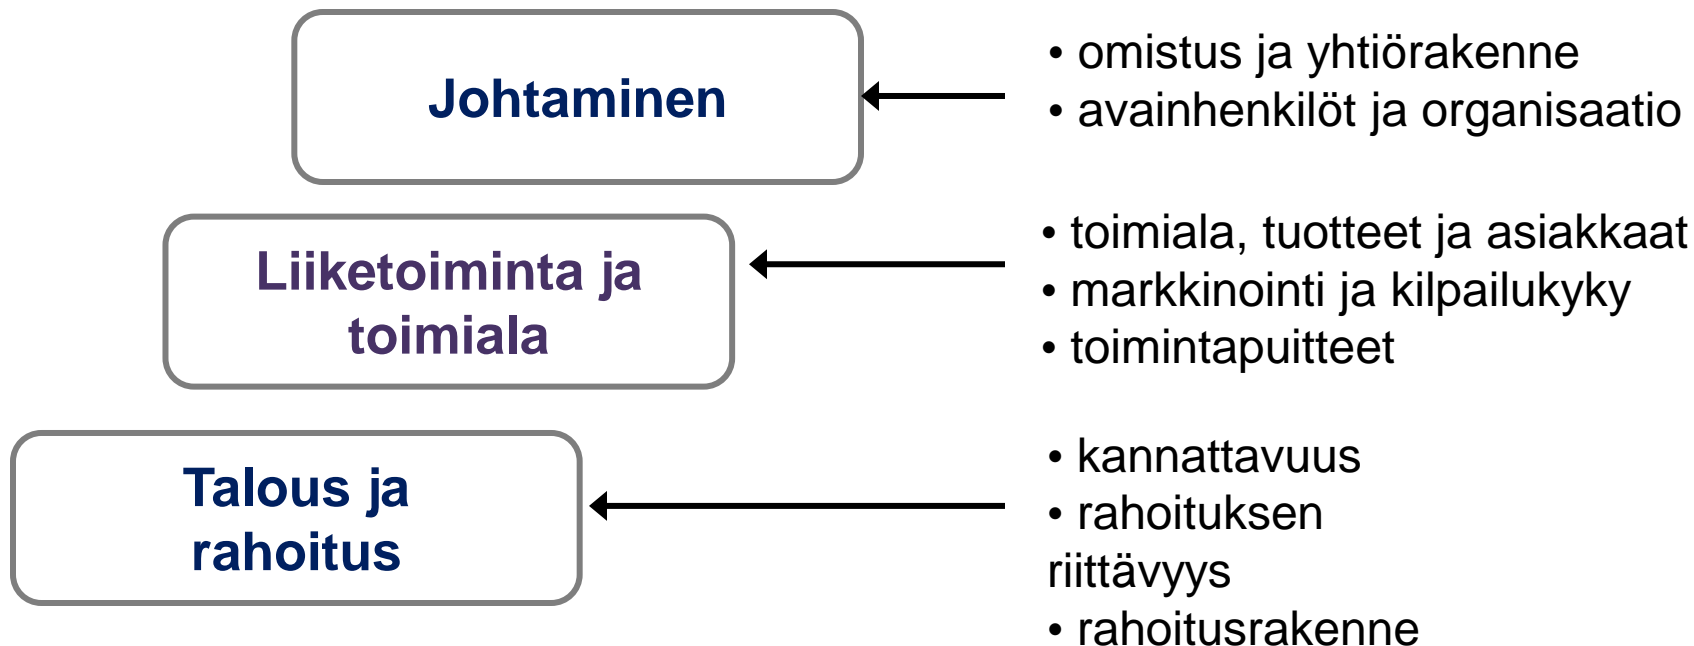 Johtaminen
• omistus ja yhtiörakenne
• avainhenkilöt ja organisaatio
Liiketoiminta ja
toimiala
• toimiala, tuotteet ja asiakkaat
• markkinointi ja kilpailukyky
• toimintapuitteet
Talous ja
rahoitus
• kannattavuus
• rahoituksen
riittävyys
• rahoitusrakenne